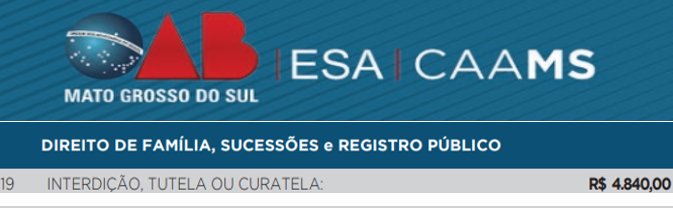 OAB | ESA | CAAMS
MATO GROSSO DO SUL
DIREITO DE FAMÍLIA, SUCESSÕES e REGISTRO PÚBLICO
19 INTERDIÇÃO, TUTELA OU CURATELA: R$ 4.840,00